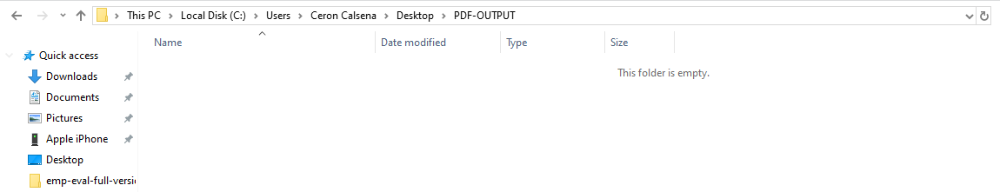 This PC > Local Disk (C:) > Users > Ceron Calsena > Desktop > PDF-OUTPUT
Name Date modified Type Size
This folder is empty.
Quick access
Downloads
Documents
Pictures
Apple iPhone
Desktop
emp-eval-full-versi